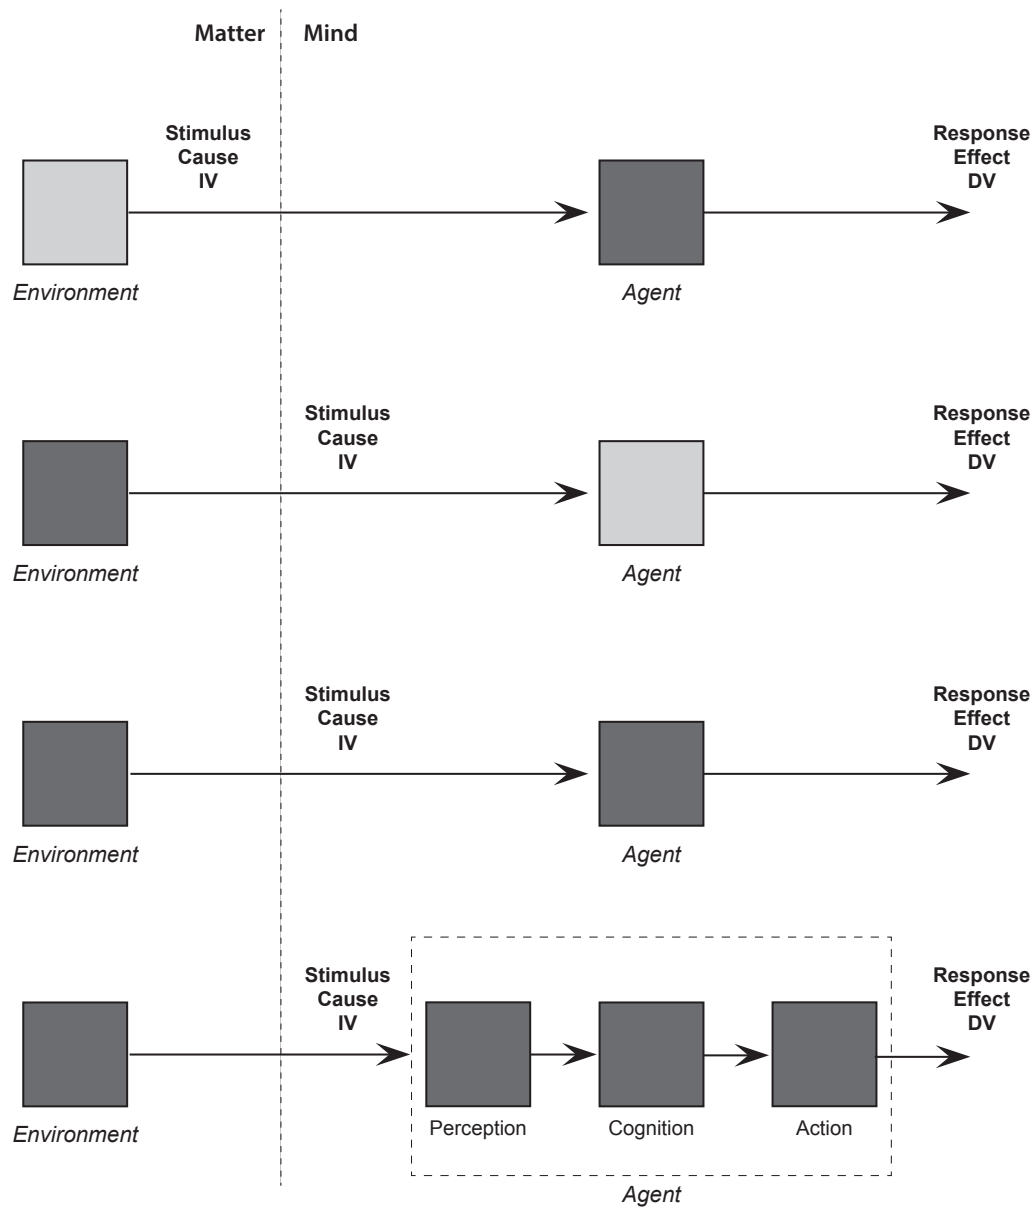 Matter Mind
Stimulus
Cause
IV
Response
Effect
DV
Environment
Agent
Stimulus
Cause
IV
Response
Effect
DV
Environment
Agent
Stimulus
Cause
IV
Response
Effect
DV
Environment
Agent
Stimulus
Cause
IV
Response
Effect
DV
Environment
Perception
Cognition
Action
Agent